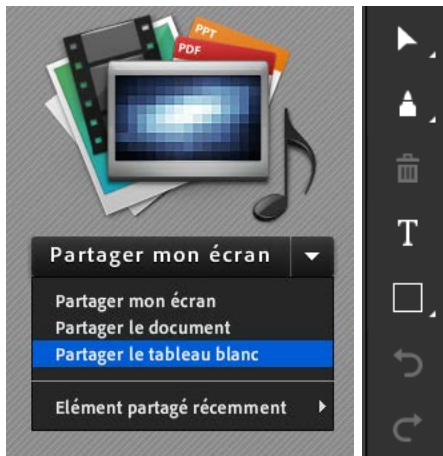 PPT
PDF
Partager mon écran
Partager mon écran
Partager le document
Partager le tableau blanc
Elément partagé récemment
T